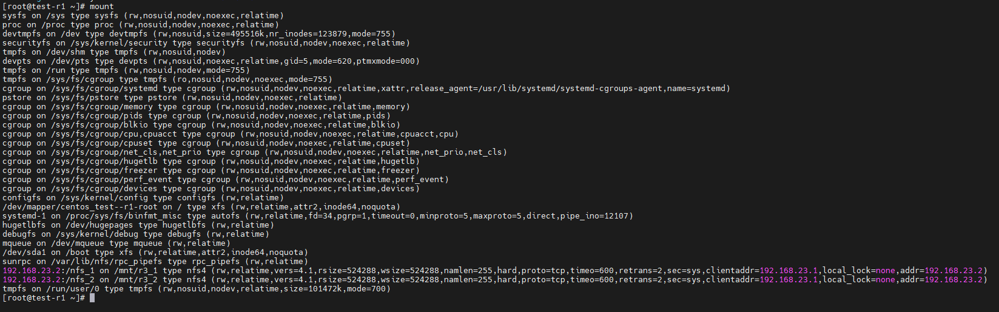 [root@test-r1 ~]# mount
sysfs on /sys type sysfs (rw,nosuid,nodev,noexec,relatime)
proc on /proc type proc (rw,nosuid,nodev,noexec,relatime)
devtmpfs on /dev type devtmpfs (rw,nosuid,size=495516k,nr_inodes=123879,mode=755)
securityfs on /sys/kernel/security type securityfs (rw,nosuid,nodev,noexec,relatime)
tmpfs on /dev/shm type tmpfs (rw,nosuid,nodev)
devpts on /dev/pts type devpts (rw,nosuid,noexec,relatime,gid=5,mode=620,ptmxmode=000)
tmpfs on /run type tmpfs (rw,nosuid,nodev,mode=755)
tmpfs on /sys/fs/cgroup type tmpfs (ro,nosuid,nodev,noexec,mode=755)
cgroup on /sys/fs/cgroup/systemd type cgroup (rw,nosuid,nodev,noexec,relatime,xattr,release_agent=/usr/lib/systemd/systemd-cgroups-agent,name=systemd)
pstore on /sys/fs/pstore type pstore (rw,nosuid,nodev,noexec,relatime)
cgroup on /sys/fs/cgroup/memory type cgroup (rw,nosuid,nodev,noexec,relatime,memory)
cgroup on /sys/fs/cgroup/pids type cgroup (rw,nosuid,nodev,noexec,relatime,pids)
cgroup on /sys/fs/cgroup/blkio type cgroup (rw,nosuid,nodev,noexec,relatime,blkio)
cgroup on /sys/fs/cgroup/cpu,cpuacct type cgroup (rw,nosuid,nodev,noexec,relatime,cpuacct,cpu)
cgroup on /sys/fs/cgroup/cpuset type cgroup (rw,nosuid,nodev,noexec,relatime,cpuset)
cgroup on /sys/fs/cgroup/net_cls,net_prio type cgroup (rw,nosuid,nodev,noexec,relatime,net_prio,net_cls)
cgroup on /sys/fs/cgroup/hugetlb type cgroup (rw,nosuid,nodev,noexec,relatime,hugetlb)
cgroup on /sys/fs/cgroup/freezer type cgroup (rw,nosuid,nodev,noexec,relatime,freezer)
cgroup on /sys/fs/cgroup/perf_event type cgroup (rw,nosuid,nodev,noexec,relatime,perf_event)
cgroup on /sys/fs/cgroup/devices type cgroup (rw,nosuid,nodev,noexec,relatime,devices)
configfs on /sys/kernel/config type configfs (rw,relatime)
/dev/mapper/centos_test--r1-root on / type xfs (rw,relatime,attr2,inode64,noquota)
systemd-1 on /proc/sys/fs/binfmt_misc type autofs (rw,relatime,fd=34,pgrp=1,timeout=0,minproto=5,maxproto=5,direct,pipe_ino=12107)
hugetlbfs on /dev/hugepages type hugetlbfs (rw,relatime)
debugfs on /sys/kernel/debug type debugfs (rw,relatime)
mqueue on /dev/mqueue type mqueue (rw,relatime)
/dev/sda1 on /boot type xfs (rw,relatime,attr2,inode64,noquota)
sunrpc on /var/lib/nfs/rpc_pipefs type rpc_pipefs (rw,relatime)
192.168.23.2:/nfs_1 on /mnt/r3_1 type nfs4 (rw,relatime,vers=4.1,rsize=524288,wsize=524288,namlen=255,hard,proto=tcp,timeo=600,retrans=2,sec=sys,clientaddr=192.168.23.1,local_lock=none,addr=192.168.23.2)
192.168.23.2:/nfs_2 on /mnt/r3_2 type nfs4 (rw,relatime,vers=4.1,rsize=524288,wsize=524288,namlen=255,hard,proto=tcp,timeo=600,retrans=2,sec=sys,clientaddr=192.168.23.1,local_lock=none,addr=192.168.23.2)
tmpfs on /run/user/0 type tmpfs (rw,nosuid,nodev,relatime,size=101472k,mode=700)
[root@test-r1 ~]#